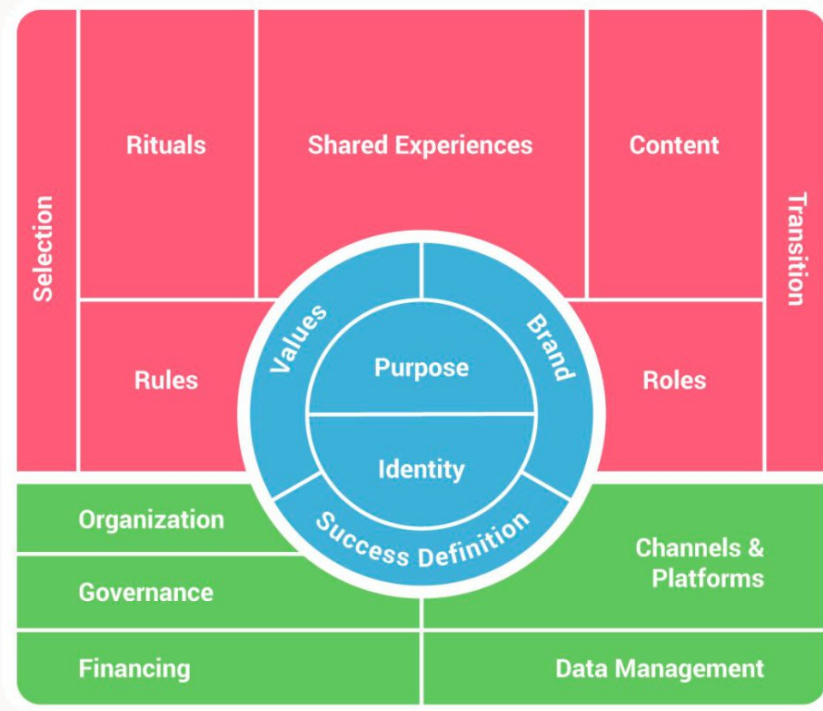 Selection
Rituals
Shared Experiences
Content
Transition
Rules
Values
Brand
Roles
Purpose
Identity
Success Definition
Organization
Governance
Financing
Channels &
Platforms
Data Management